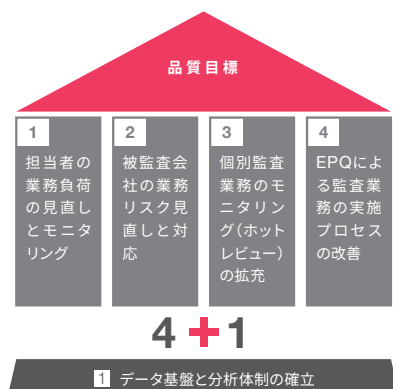 品質目標
1
担当者の
業務負荷
の見直し
とモニタ
リング
2
被監査会
社の業務
リスク見
直しと対
応
3
個別監査
業務のモ
ニタリン
グ（ホット
レビュー）
の拡充
4
EPQによ
る監査業
務の実施
プロセス
の改善
4+1
1 データ基盤と分析体制の確立